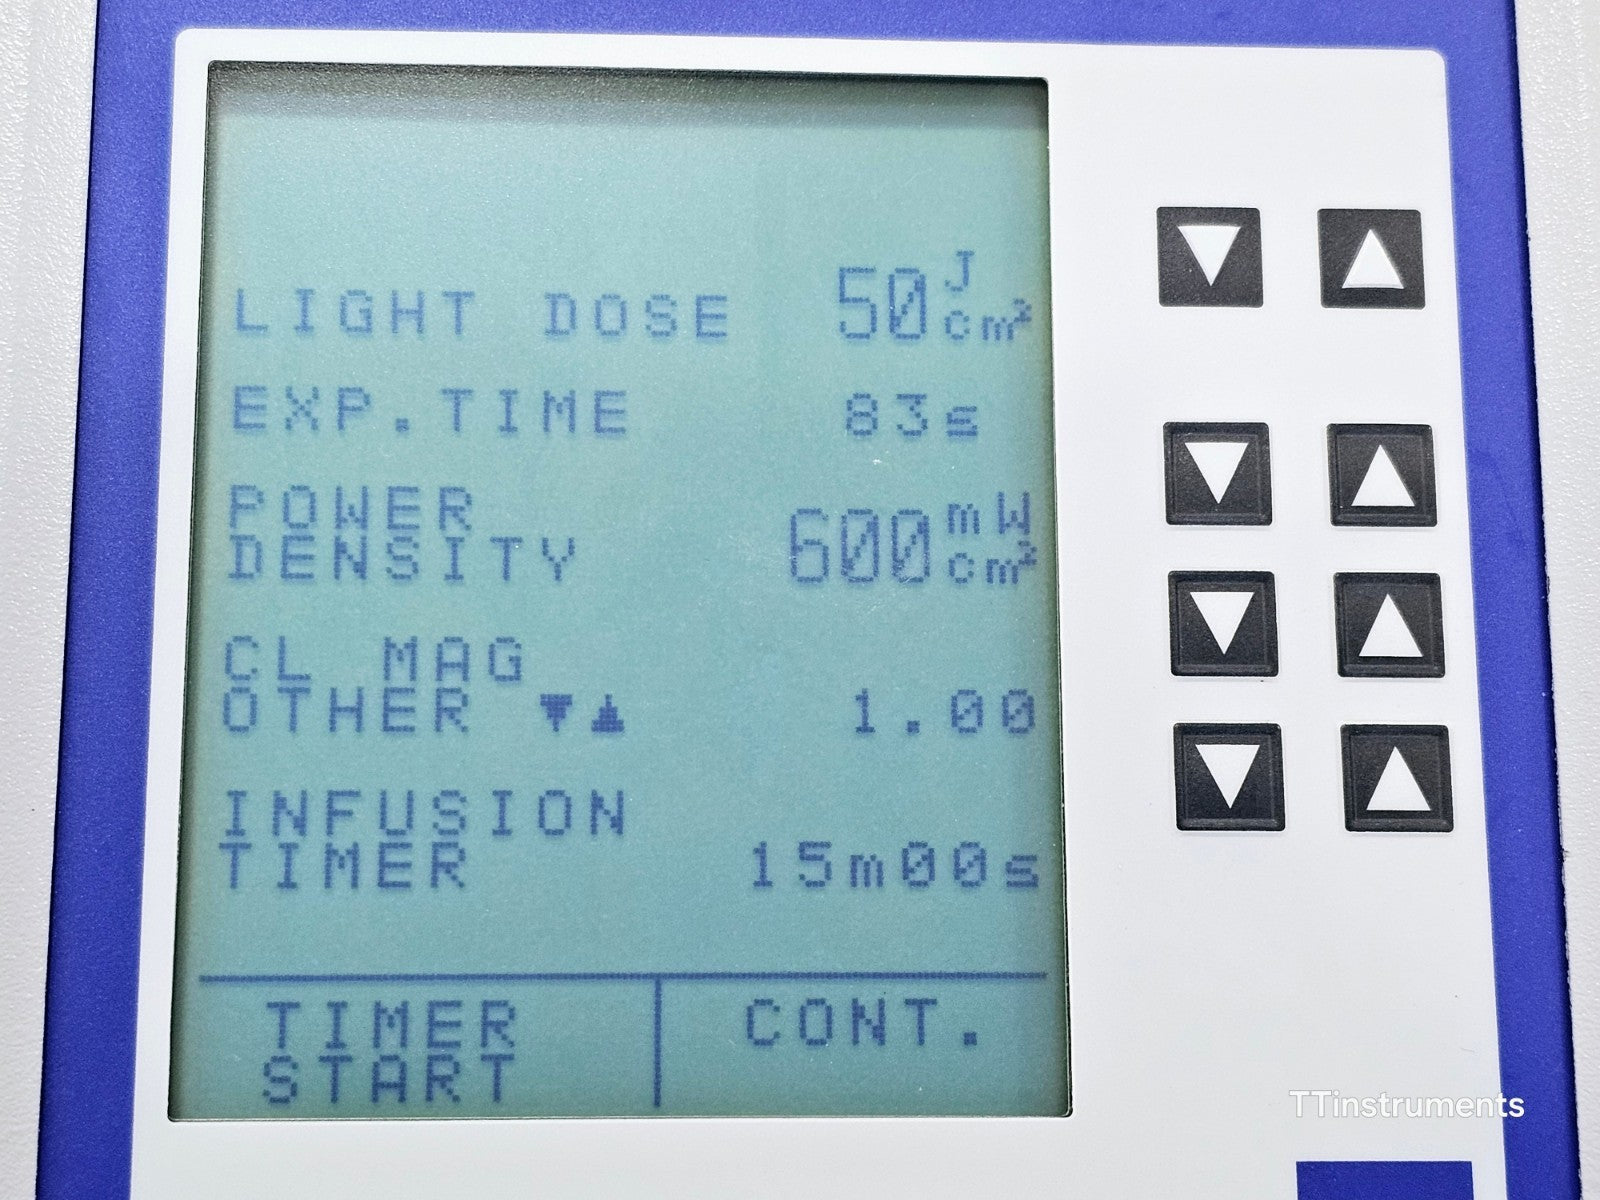 LIGHT DOSE 50 J/cm²
EXP.TIME 83s
POWER
DENSITY 600 mW/cm²
CL MAG
OTHER ▼▲ 1.00
INFUSION
TIMER 15m00s
TIMER
START
CONT.
TTinstruments